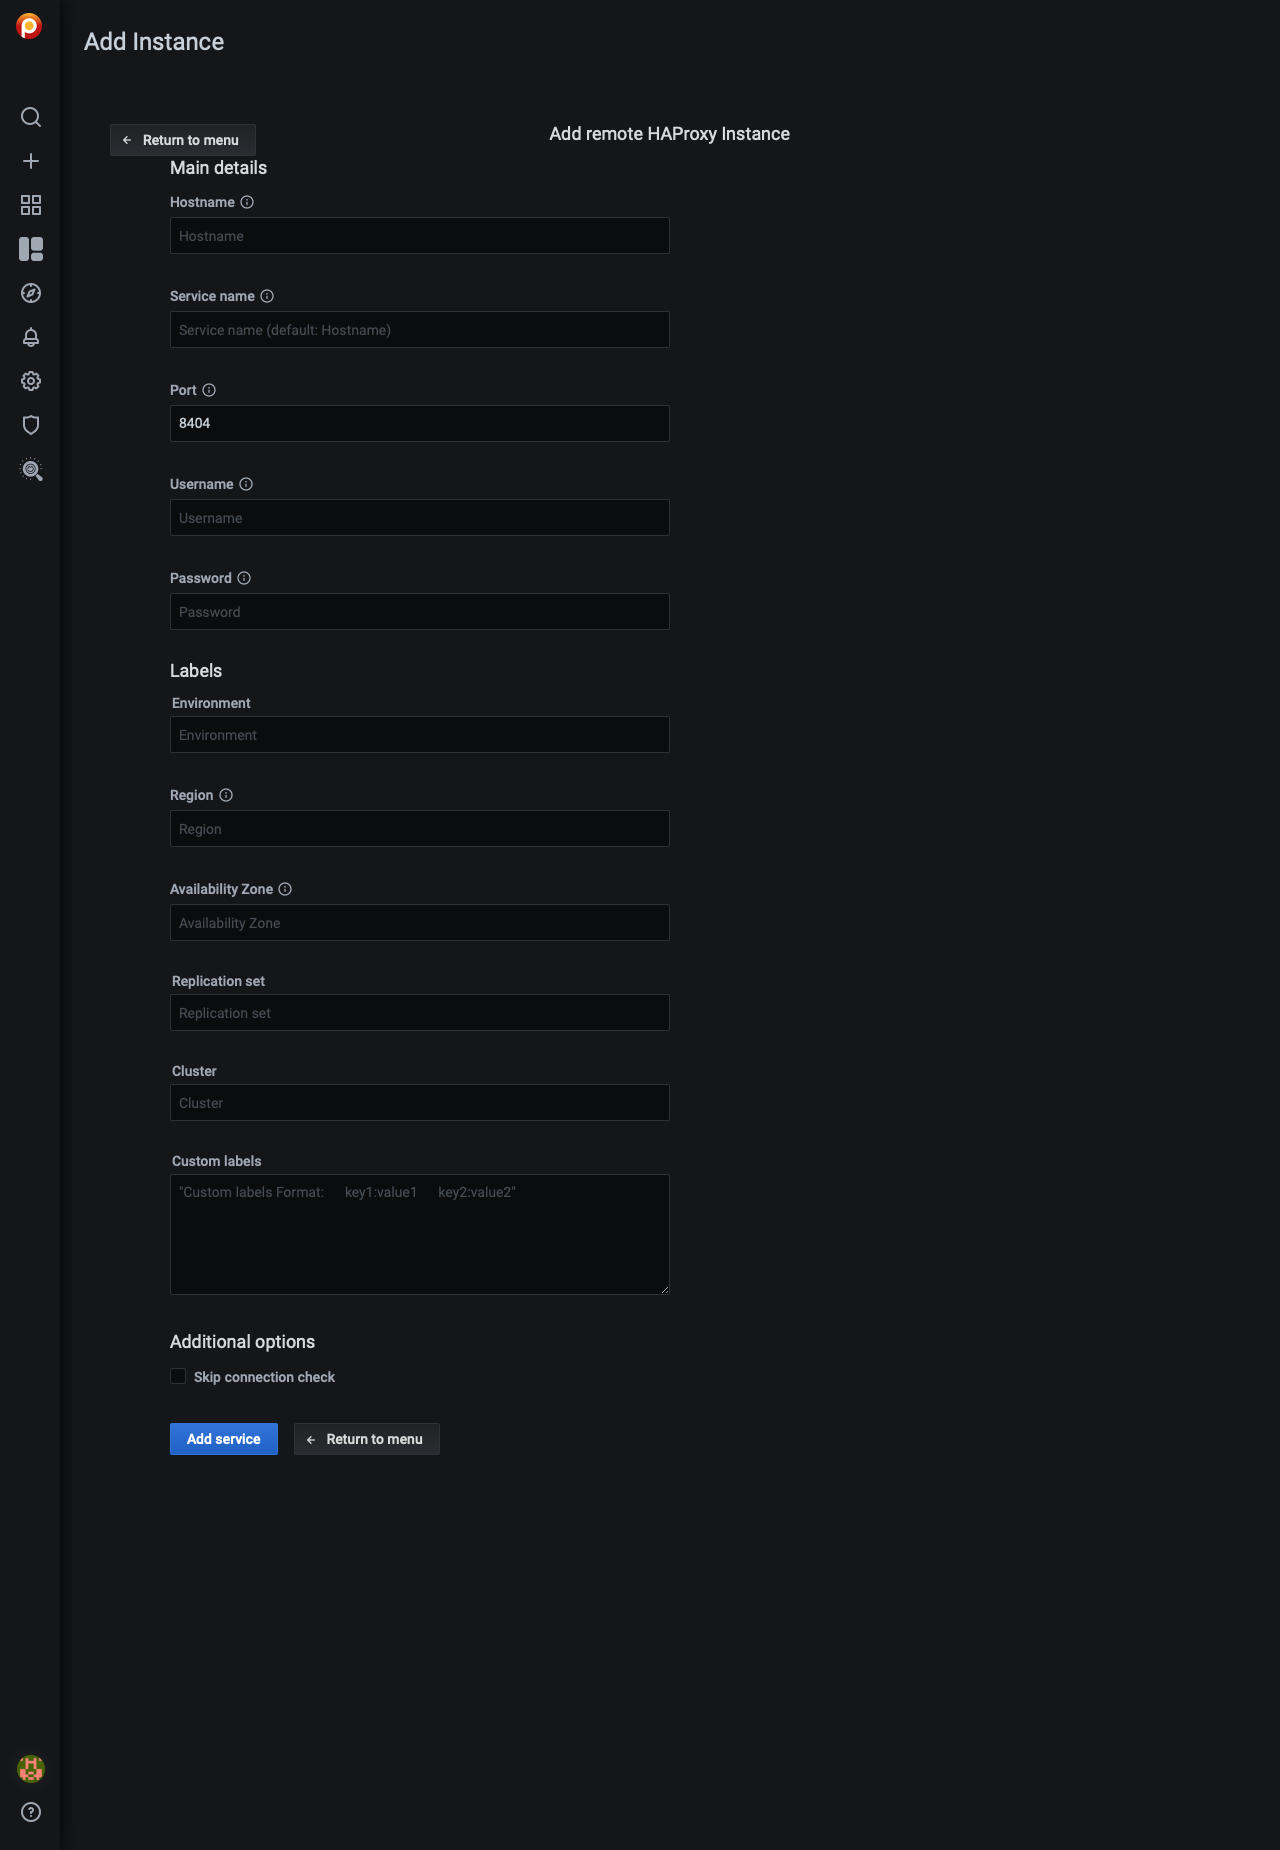 Add Instance
Return to menu
Add remote HAProxy Instance
Main details
Hostname
Hostname
Service name
Service name (default: Hostname)
Port
8404
Username
Username
Password
Password
Labels
Environment
Environment
Region
Region
Availability Zone
Availability Zone
Replication set
Replication set
Cluster
Cluster
Custom labels
"Custom labels Format: key1:value1 key2:value2"
Additional options
Skip connection check
Add service
Return to menu